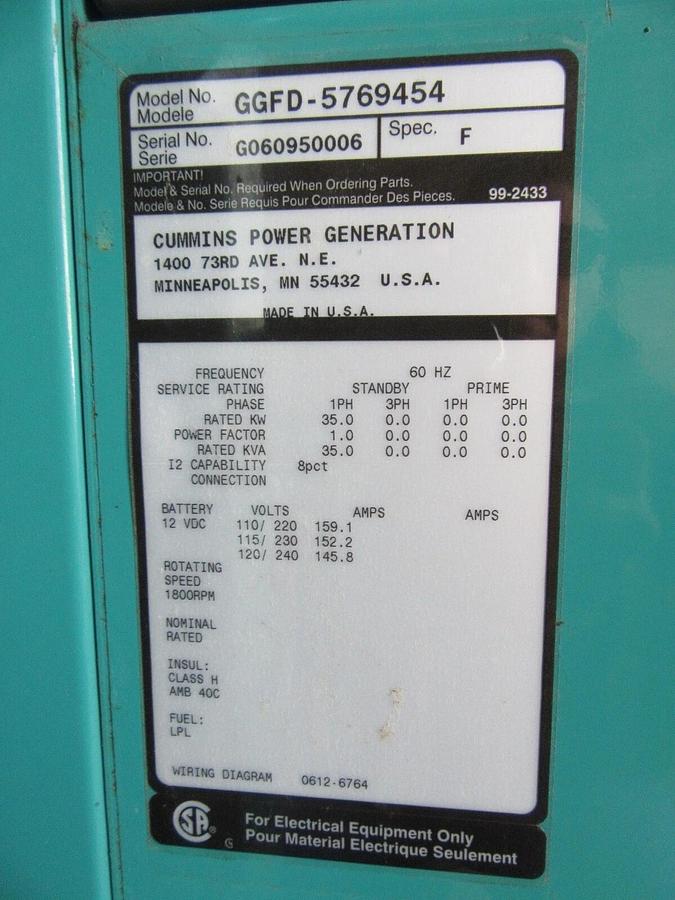 Model No. GGFD-5769454
Modele
Serial No. G060950006 Spec. F
Serie
IMPORTANT!
Model & Serial No. Required When Ordering Parts.
Modele & No. Serie Requis Pour Commander Des Pieces. 99-2433
CUMMINS POWER GENERATION
1400 73RD AVE. N.E.
MINNEAPOLIS, MN 55432 U.S.A.
MADE IN U.S.A.
FREQUENCY 60 HZ
SERVICE RATING STANDBY PRIME
PHASE 1PH 3PH 1PH 3PH
RATED KW 35.0 0.0 0.0 0.0
POWER FACTOR 1.0 0.0 0.0 0.0
RATED KVA 35.0 0.0 0.0 0.0
I2 CAPABILITY 8pct
CONNECTION
BATTERY VOLTS AMPS AMPS
12 VDC 110/ 220 159.1
115/ 230 152.2
120/ 240 145.8
ROTATING
SPEED
1800RPM
NOMINAL
RATED
INSUL:
CLASS H
AMB 40C
FUEL:
LPL
WIRING DIAGRAM 0612-6764
SA® G For Electrical Equipment Only
Pour Material Electrique Seulement